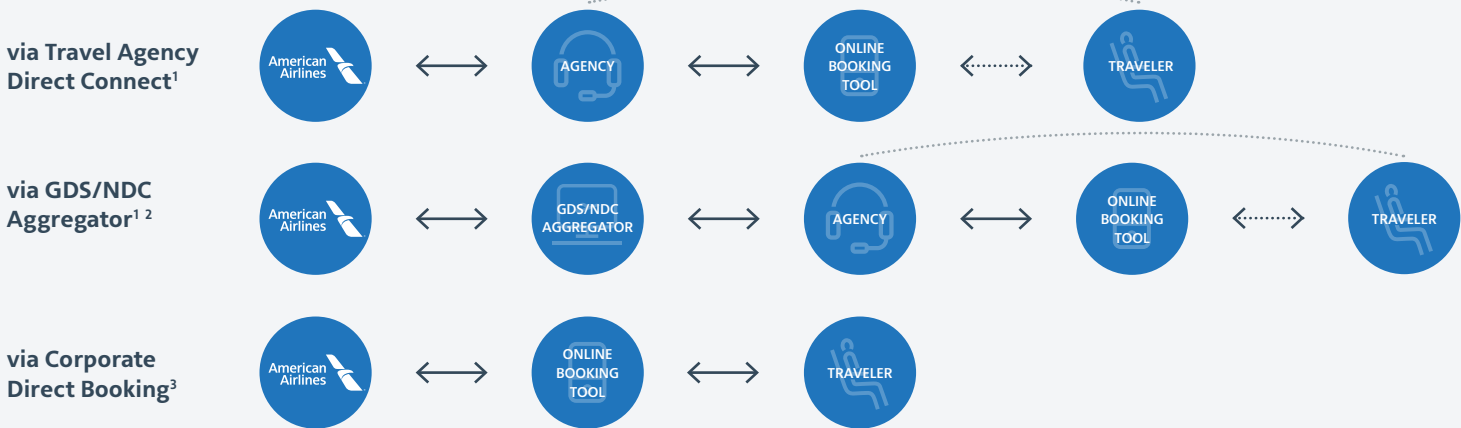 via Travel Agency
Direct Connect¹
American
Airlines
AGENCY
ONLINE
BOOKING
TOOL
TRAVELER
via GDS/NDC
Aggregator¹ ²
American
Airlines
GDS/NDC
AGGREGATOR
AGENCY
ONLINE
BOOKING
TOOL
TRAVELER
via Corporate
Direct Booking³
American
Airlines
ONLINE
BOOKING
TOOL
TRAVELER